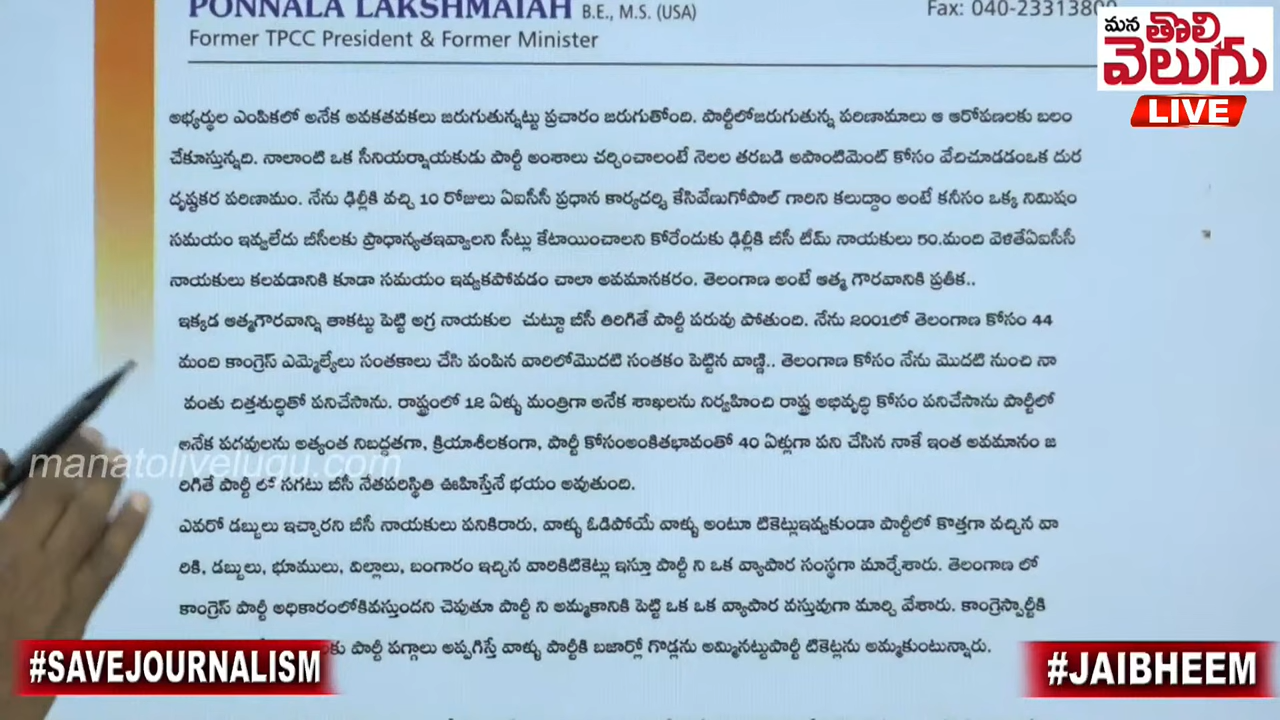 PONNALA LAKSHMAIAH B.E., M.S. (USA)
Fax: 040-23313809
Former TPCC President & Former Minister
మన తొలి వెలుగు
LIVE
అభ్యర్థుల ఎంపికలో అనేక అవకతవకలు జరుగుతున్నట్టు ప్రచారం జరుగుతోంది. పార్టీలోజరుగుతున్న పరిణామాలు ఆ ఆరోపణలకు బలం
చేకూస్తున్నది. నాలాంటి ఒక సీనియర్నాయకుడు పార్టీ అంశాలు చర్చించాలంటే నెలల తరబడి అపాంటిమెంట్ కోసం వేచిచూడడంఒక దుర
దృష్టకర పరిణామం. నేను ఢిల్లీకి వచ్చి 10 రోజులు ఏఐసీసీ ప్రధాన కార్యదర్శి కేసివేణుగోపాల్ గారిని కలుద్దాం అంటే కనీసం ఒక్క నిమిషం
సమయం ఇవ్వలేదు బీసీలకు ప్రాధాన్యతఇవ్వాలని సీట్లు కేటాయించాలని కోరేందుకు ఢిల్లీకి బీసీ టీమ్ నాయకులు 50.మంది వెళితేఏఐసీసీ
నాయకులు కలవడానికి కూడా సమయం ఇవ్వకపోవడం చాలా అవమానకరం. తెలంగాణ అంటే ఆత్మ గౌరవానికి ప్రతీక..
ఇక్కడ ఆత్మగౌరవాన్ని తాకట్టు పెట్టి అగ్ర నాయకుల చుట్టూ బీసీ తిరిగితే పార్టీ పరువు పోతుంది. నేను 2001లో తెలంగాణ కోసం 44
మంది కాంగ్రెస్ ఎమ్మెల్యేలు సంతకాలు చేసి పంపిన వారిలోమొదటి సంతకం పెట్టిన వాణ్ణి.. తెలంగాణ కోసం నేను మొదటి నుంచి నా
వంతు చిత్తశుద్ధితో పనిచేసాను. రాష్ట్రంలో 12 ఏళ్ళు మంత్రిగా అనేక శాఖలను నిర్వహించి రాష్ట్ర అభివృద్ధి కోసం పనిచేసాను పార్టీలో
అనేక పదవులను అత్యంత నిబద్దతగా, క్రియాశీలకంగా, పార్టీ కోసంఅంకితభావంతో 40 ఏళ్లుగా పని చేసిన నాకే ఇంత అవమానం జ
రిగితే పార్టీ లో సగటు బీసీ నేతపరిస్థితి ఊహిస్తేనే భయం అవుతుంది.
manatolivelugu.com
ఎవరో డబ్బులు ఇచ్చారని బీసీ నాయకులు పనికిరారు, వాళ్ళు ఓడిపోయే వాళ్ళు అంటూ టికెట్లుఇవ్వకుండా పార్టీలో కొత్తగా వచ్చిన వా
రికి, డబ్బులు, భూములు, విల్లాలు, బంగారం ఇచ్చిన వారికిటికెట్లు ఇస్తూ పార్టీ ని ఒక వ్యాపార సంస్థగా మార్చేశారు. తెలంగాణ లో
కాంగ్రెస్ పార్టీ అధికారంలోకివస్తుందని చెపుతూ పార్టీ ని అమ్మకానికి పెట్టి ఒక ఒక వ్యాపార వస్తువుగా మార్చి వేశారు. కాంగ్రెస్పార్టీకి
కు పార్టీ పగ్గాలు అప్పగిస్తే వాళ్ళు పార్టీకి బజార్లో గొడ్లను అమ్మినట్టుపార్టీ టికెట్లను అమ్ముకుంటున్నారు.
#SAVEJOURNALISM
#JAIBHEEM